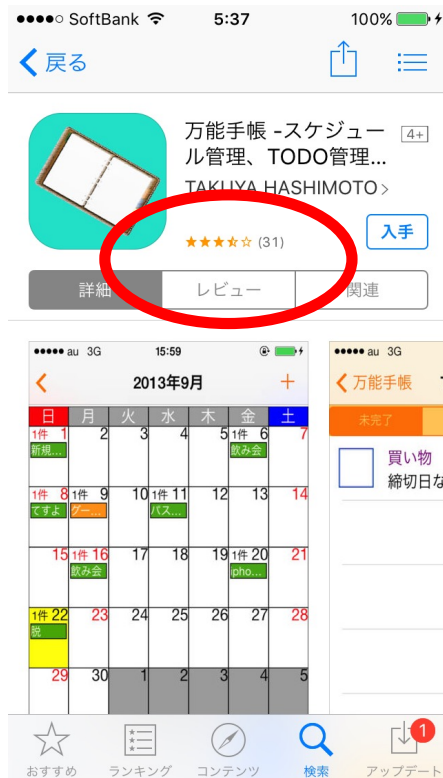 SoftBank 5:37 100%
戻る
万能手帳 -スケジュー 4+
ル管理、TODO管理...
TAKUYA HASHIMOTO>
★★★★☆ (31) 入手
詳細 レビュー 関連
au 3G 15:59
2013年9月 +
日 月 火 水 木 金 土
1件 1 2 3 4 5 1件 6 7
新規... 飲み会
1件 8 1件 9 10 1件 11 12 13 14
てすよ グー... パス...
15 1件 16 17 18 19 1件 20 21
飲み会 ipho...
1件 22 23 24 25 26 27 28
脱
29 30 1 2 3 4 5
au 3G
万能手帳
未完了
買い物
締切日な
おすすめ ランキング コンテンツ 検索 アップデート
1